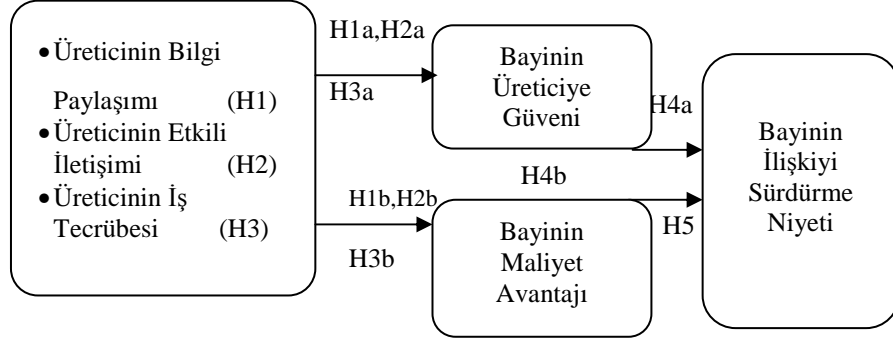 • Üreticinin Bilgi
Paylaşımı (H1)
• Üreticinin Etkili
İletişimi (H2)
• Üreticinin İş
Tecrübesi (H3)
H1a,H2a
H3a
H1b,H2b
H3b
Bayinin
Üreticiye
Güveni
H4a
H4b
H5
Bayinin
Maliyet
Avantajı
Bayinin
İlişkiyi
Sürdürme
Niyeti